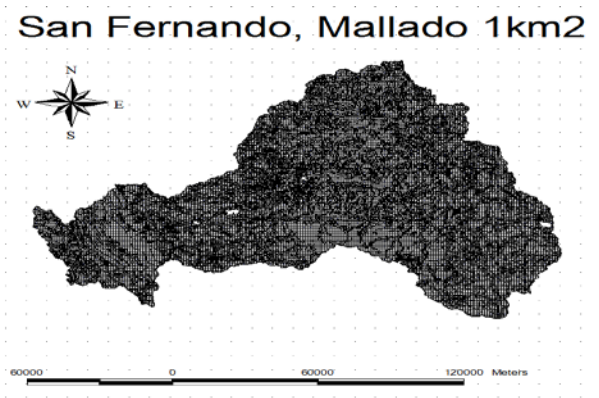 San Fernando, Mallado 1km2
N
W E
S
60000 0 60000 120000 Meters